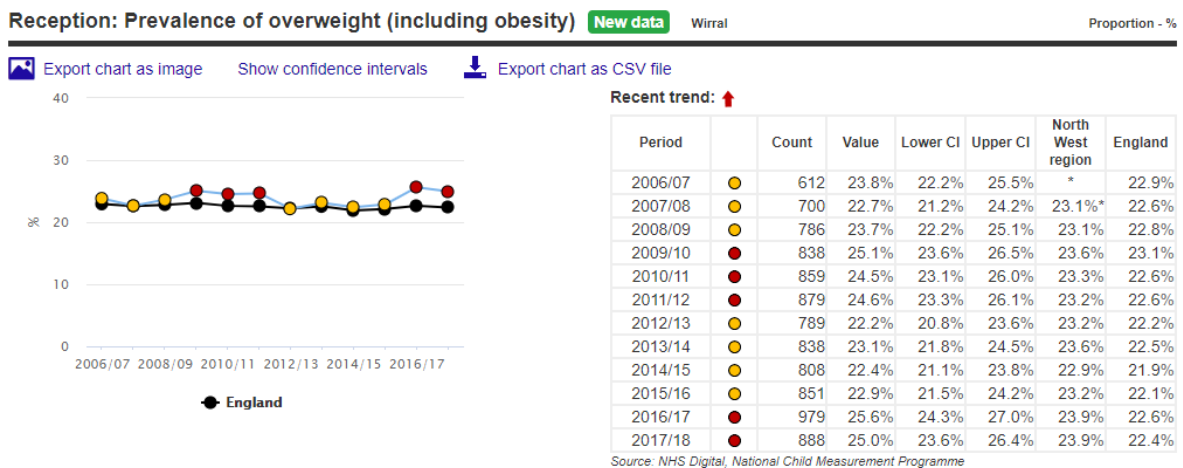 Reception: Prevalence of overweight (including obesity) New data Wirral Proportion - %
Export chart as image Show confidence intervals Export chart as CSV file
40
30
20
10
0
%
2006/07 2008/09 2010/11 2012/13 2014/15 2016/17
England
Recent trend:
Period Count Value Lower CI Upper CI North West region England
2006/07 612 23.8% 22.2% 25.5% * 22.9%
2007/08 700 22.7% 21.2% 24.2% 23.1%* 22.6%
2008/09 786 23.7% 22.2% 25.1% 23.1% 22.8%
2009/10 838 25.1% 23.6% 26.5% 23.6% 23.1%
2010/11 859 24.5% 23.1% 26.0% 23.3% 22.6%
2011/12 879 24.6% 23.3% 26.1% 23.2% 22.6%
2012/13 789 22.2% 20.8% 23.6% 23.2% 22.2%
2013/14 838 23.1% 21.8% 24.5% 23.6% 22.5%
2014/15 808 22.4% 21.1% 23.8% 22.9% 21.9%
2015/16 851 22.9% 21.5% 24.2% 23.2% 22.1%
2016/17 979 25.6% 24.3% 27.0% 23.9% 22.6%
2017/18 888 25.0% 23.6% 26.4% 23.9% 22.4%
Source: NHS Digital, National Child Measurement Programme